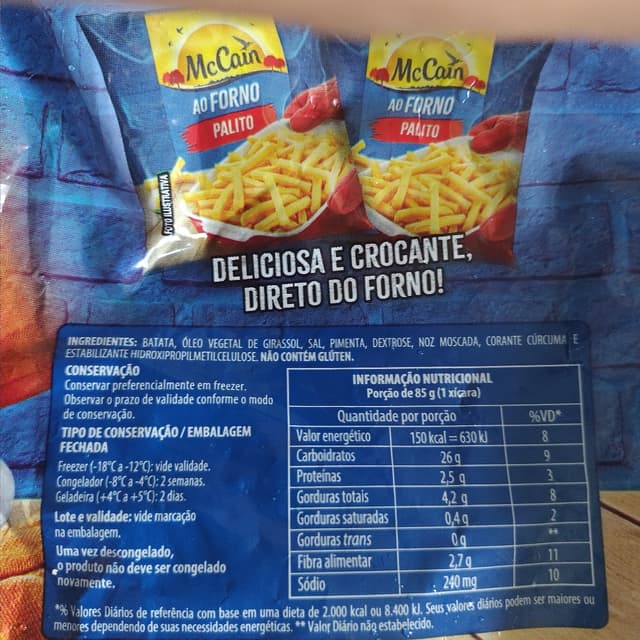 McCain
AO FORNO
PALITO
McCain
AO FORNO
PALITO
FOTO ILUSTRATIVA
DELICIOSA E CROCANTE,
DIRETO DO FORNO!
INGREDIENTES: BATATA, ÓLEO VEGETAL DE GIRASSOL, SAL, PIMENTA, DEXTROSE, NOZ MOSCADA, CORANTE CÚRCUMA E
ESTABILIZANTE HIDROXIPROPILMETILCELULOSE. NÃO CONTÉM GLÚTEN.
CONSERVAÇÃO
Conservar preferencialmente em freezer.
Observar o prazo de validade conforme o modo
de conservação.
TIPO DE CONSERVAÇÃO / EMBALAGEM
FECHADA
Freezer (-18°C a -12°C): vide validade.
Congelador (-8°C a -4°C): 2 semanas.
Geladeira (+4°C a +5°C): 2 dias.
Lote e validade: vide marcação
na embalagem.
Uma vez descongelado,
o produto não deve ser congelado
novamente.
INFORMAÇÃO NUTRICIONAL
Porção de 85 g (1 xícara)
Quantidade por porção %VD*
Valor energético 150 kcal = 630 kJ 8
Carboidratos 26 g 9
Proteínas 2,5 g 3
Gorduras totais 4,2 g 8
Gorduras saturadas 0,4 g 2
Gorduras trans 0 g **
Fibra alimentar 2,7 g 11
Sódio 240 mg 10
*% Valores Diários de referência com base em uma dieta de 2.000 kcal ou 8.400 kJ. Seus valores diários podem ser maiores ou
menores dependendo de suas necessidades energéticas. ** Valor Diário não estabelecido.